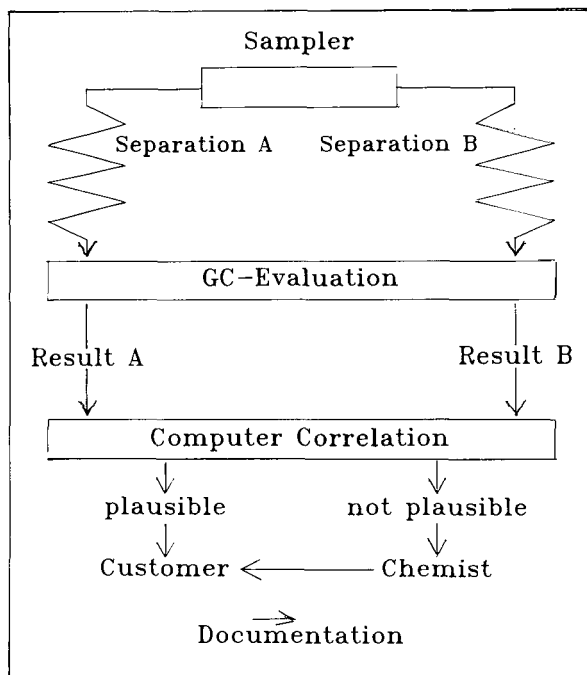 Sampler
Separation A
Separation B
GC-Evaluation
Result A
Result B
Computer Correlation
plausible
not plausible
Customer
Chemist
Documentation